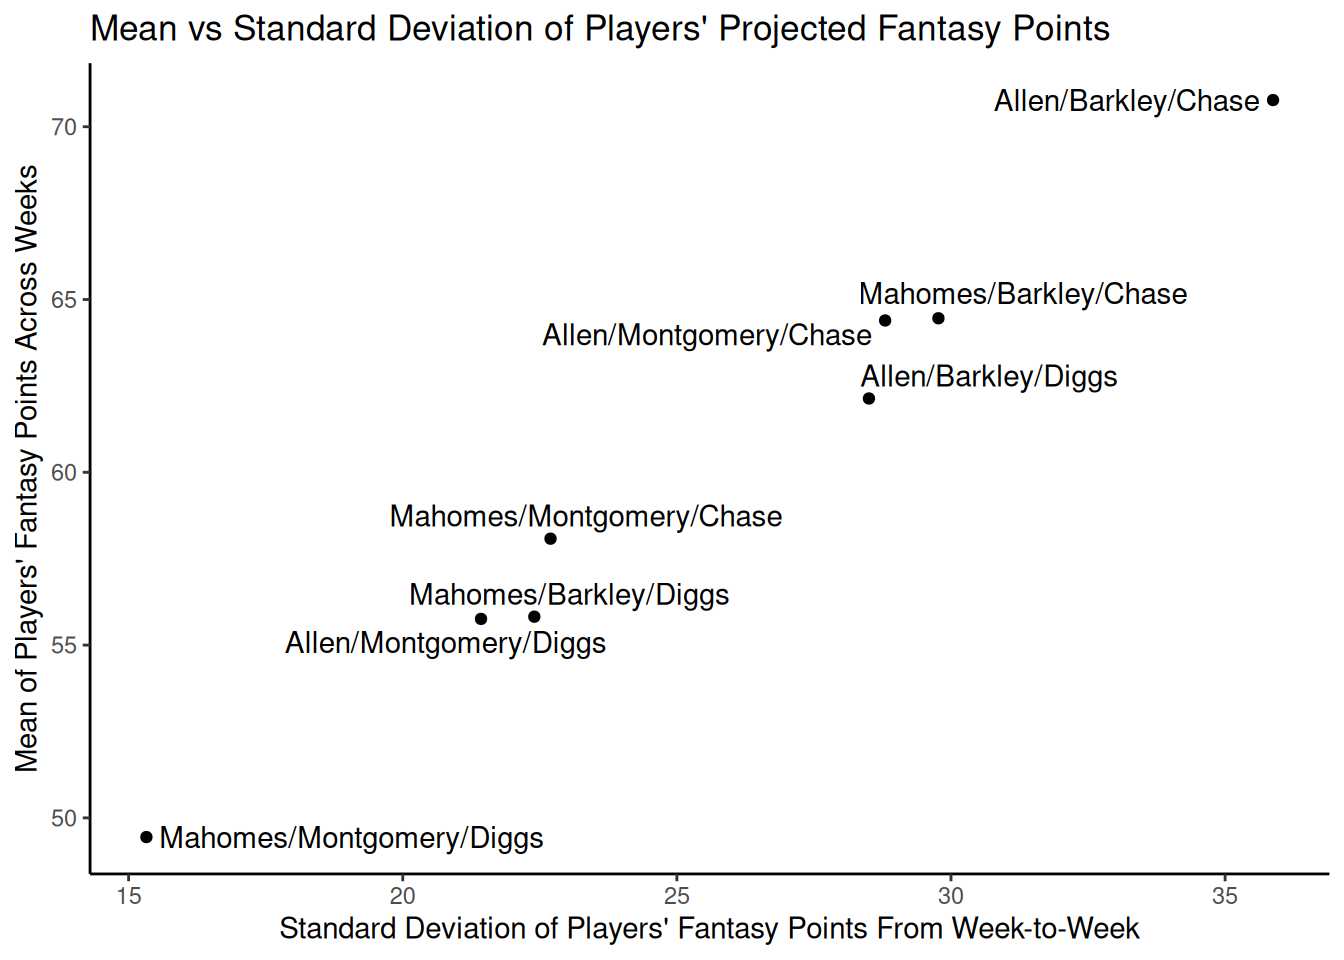 Mean vs Standard Deviation of Players' Projected Fantasy Points
Mean of Players' Fantasy Points Across Weeks
70
65
60
55
50
Allen/Barkley/Chase
Mahomes/Barkley/Chase
Allen/Montgomery/Chase
Allen/Barkley/Diggs
Mahomes/Montgomery/Chase
Mahomes/Barkley/Diggs
Allen/Montgomery/Diggs
Mahomes/Montgomery/Diggs
15 20 25 30 35
Standard Deviation of Players' Fantasy Points From Week-to-Week